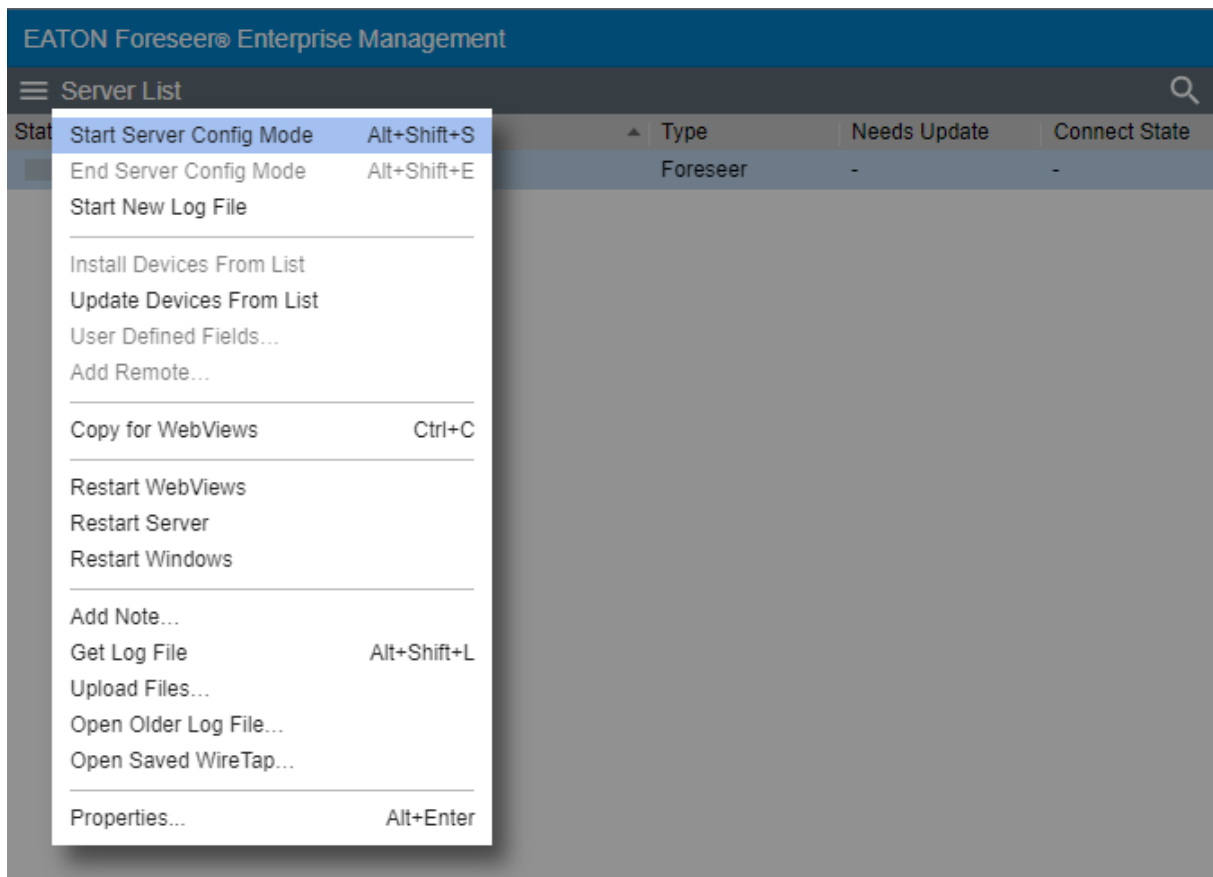 EATON Foreseer® Enterprise Management
Server List
Stat Type Needs Update Connect State
Foreseer - -
Start Server Config Mode Alt+Shift+S
End Server Config Mode Alt+Shift+E
Start New Log File
Install Devices From List
Update Devices From List
User Defined Fields...
Add Remote...
Copy for WebViews Ctrl+C
Restart WebViews
Restart Server
Restart Windows
Add Note...
Get Log File Alt+Shift+L
Upload Files...
Open Older Log File...
Open Saved WireTap...
Properties... Alt+Enter